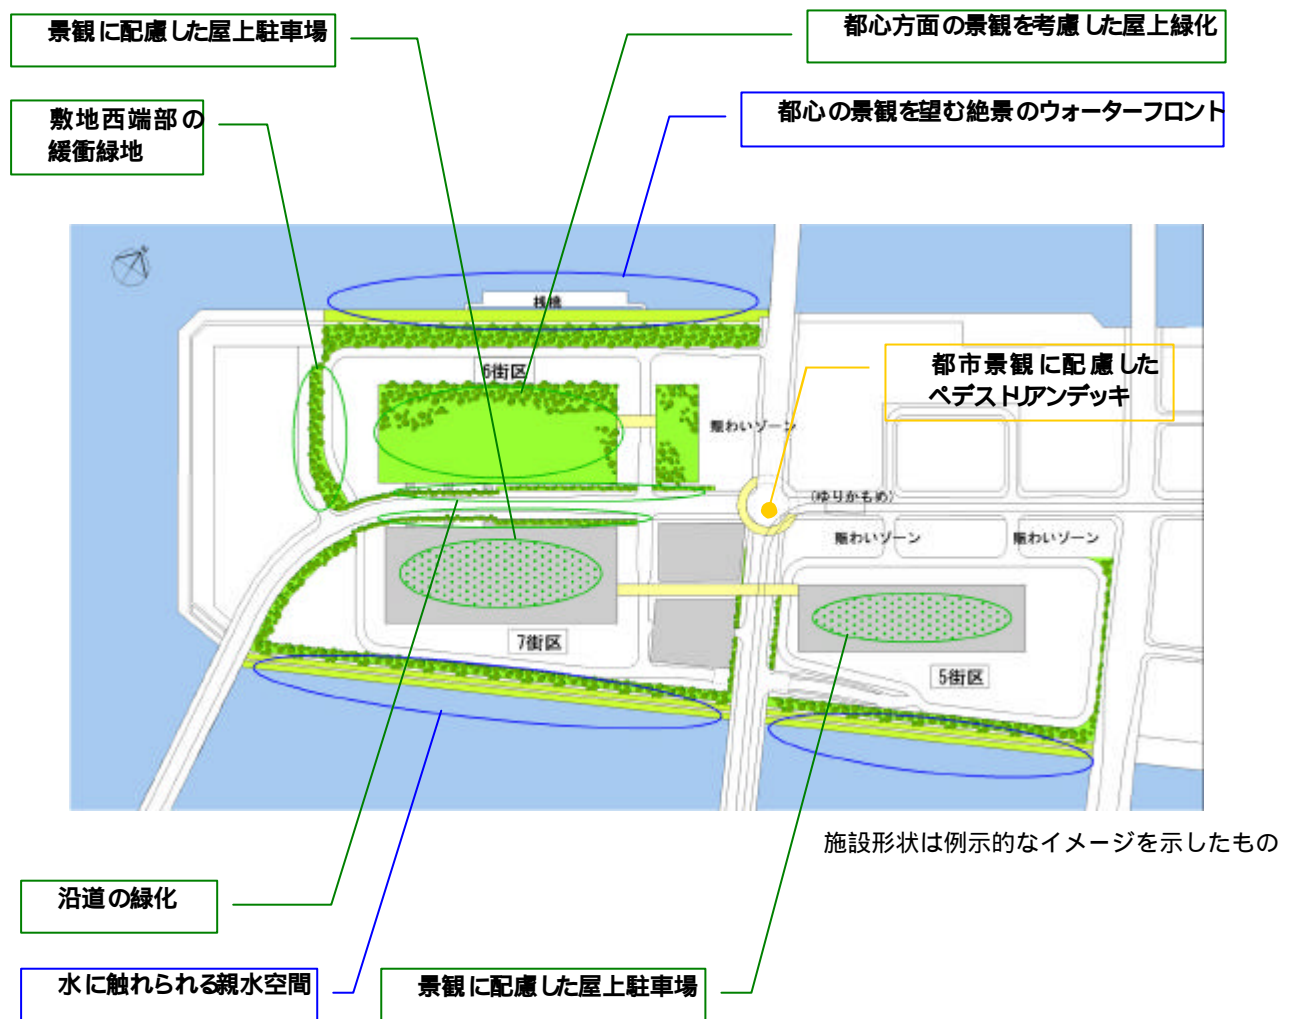 景観に配慮した屋上駐車場
都心方面の景観を考慮した屋上緑化
敷地西端部の
緩衝緑地
都心の景観を望む絶景のウォーターフロント
桟橋
6街区
都市景観に配慮した
ペデストリアンデッキ
賑わいゾーン
(ゆりかもめ)
賑わいゾーン
賑わいゾーン
7街区
5街区
施設形状は例示的なイメージを示したもの
沿道の緑化
水に触れられる親水空間
景観に配慮した屋上駐車場